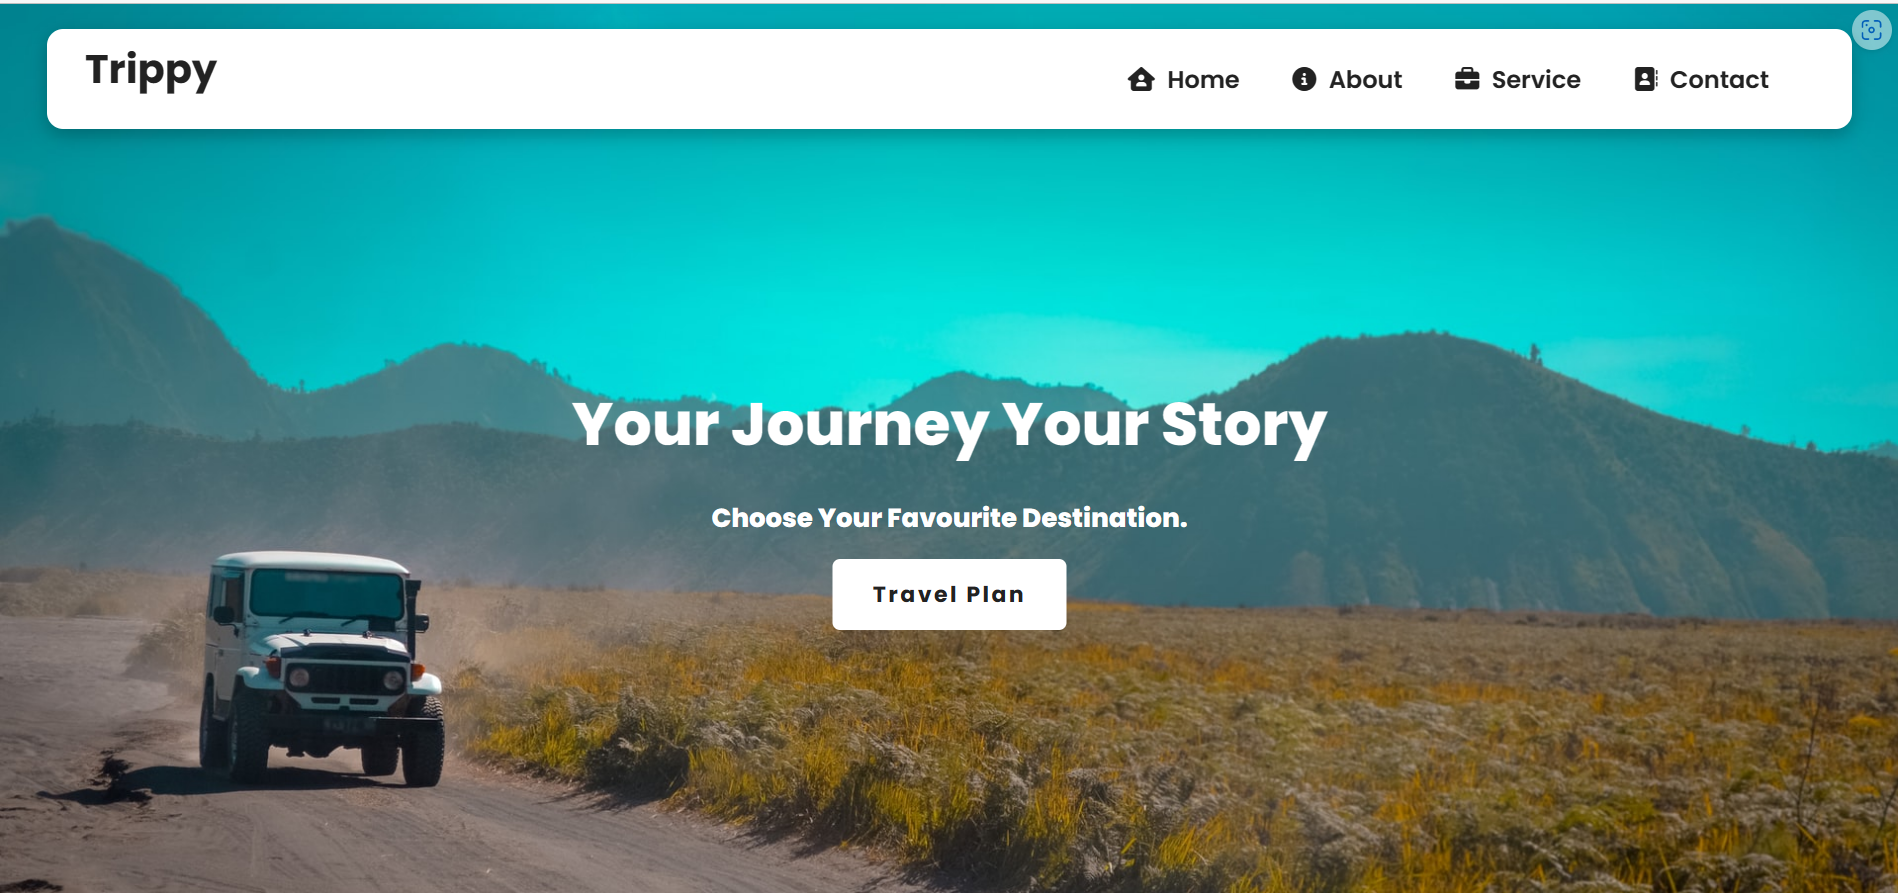 Trippy
Home About Service Contact
Your Journey Your Story
Choose Your Favourite Destination.
Travel Plan